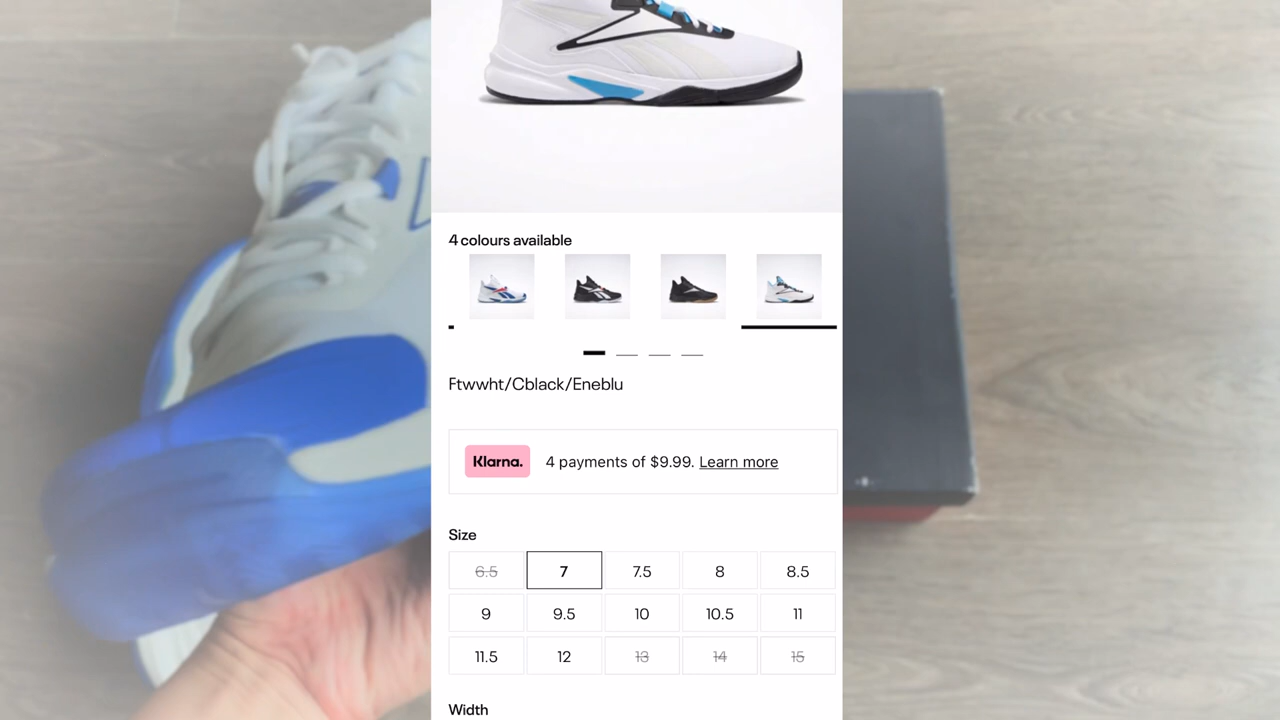 4 colours available
Ftwwht/Cblack/Eneblu
Klarna. 4 payments of $9.99. Learn more
Size
6.5 7 7.5 8 8.5
9 9.5 10 10.5 11
11.5 12 13 14 15
Width